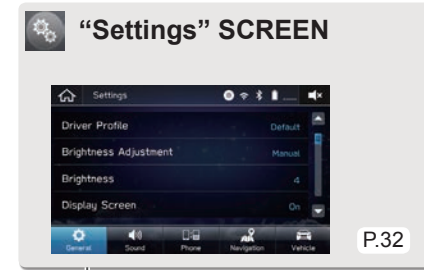 “Settings” SCREEN
Settings
Driver Profile Default
Brightness Adjustment Manual
Brightness 4
Display Screen On
General Sound Phone Navigation Vehicle
P.32